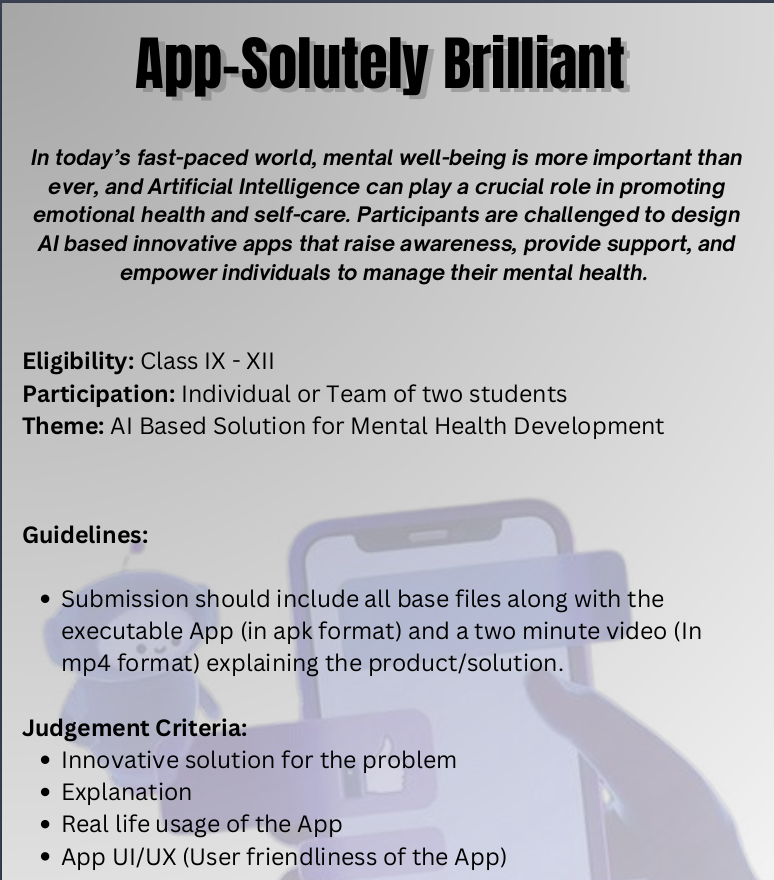 App-Solutely Brilliant
In today’s fast-paced world, mental well-being is more important than
ever, and Artificial Intelligence can play a crucial role in promoting
emotional health and self-care. Participants are challenged to design
AI based innovative apps that raise awareness, provide support, and
empower individuals to manage their mental health.
Eligibility: Class IX - XII
Participation: Individual or Team of two students
Theme: AI Based Solution for Mental Health Development
Guidelines:
• Submission should include all base files along with the
executable App (in apk format) and a two minute video (In
mp4 format) explaining the product/solution.
Judgement Criteria:
• Innovative solution for the problem
• Explanation
• Real life usage of the App
• App UI/UX (User friendliness of the App)